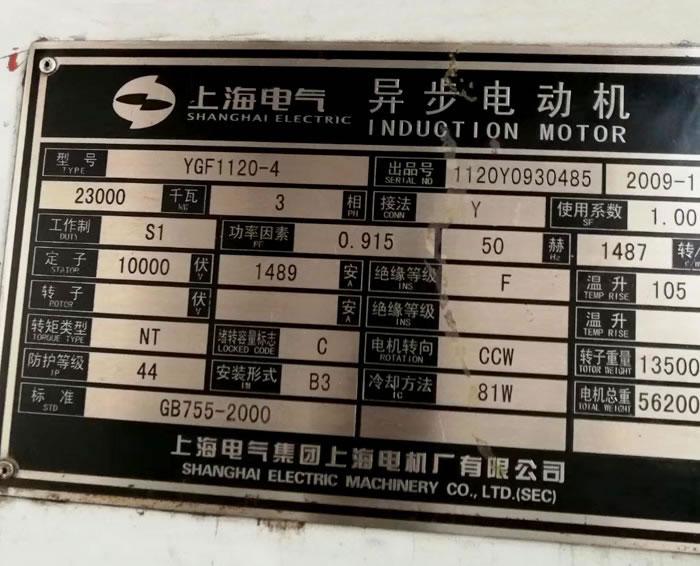 上海电气 异步电动机
SHANGHAI ELECTRIC INDUCTION MOTOR
型号 TYPE YGF1120-4 出品号 SERIAL NO 1120Y0930485 2009-1
23000 千瓦 3 相 PH 接法 CONN Y 使用系数 SF 1.00
工作制 DUTY S1 功率因素 PF 0.915 50 赫 Hz 1487
定子 STATOR 10000 伏 V 1489 安 A 绝缘等级 INS F 温升 TEMP RISE 105
转子 ROTOR 伏 V 安 A 绝缘等级 INS 温升 TEMP RISE
转矩类型 TORQUE TYPE NT 堵转容量标志 LOCKED CODE C 电机转向 ROTATION CCW 转子重量 TOTOR WEIGHT 13500
防护等级 IP 44 安装形式 IM B3 冷却方法 IC 81W 电机总重 TOTAL WEIGHT 56200
标准 STD GB755-2000
上海电气集团上海电机厂有限公司
SHANGHAI ELECTRIC MACHINERY CO., LTD.(SEC)